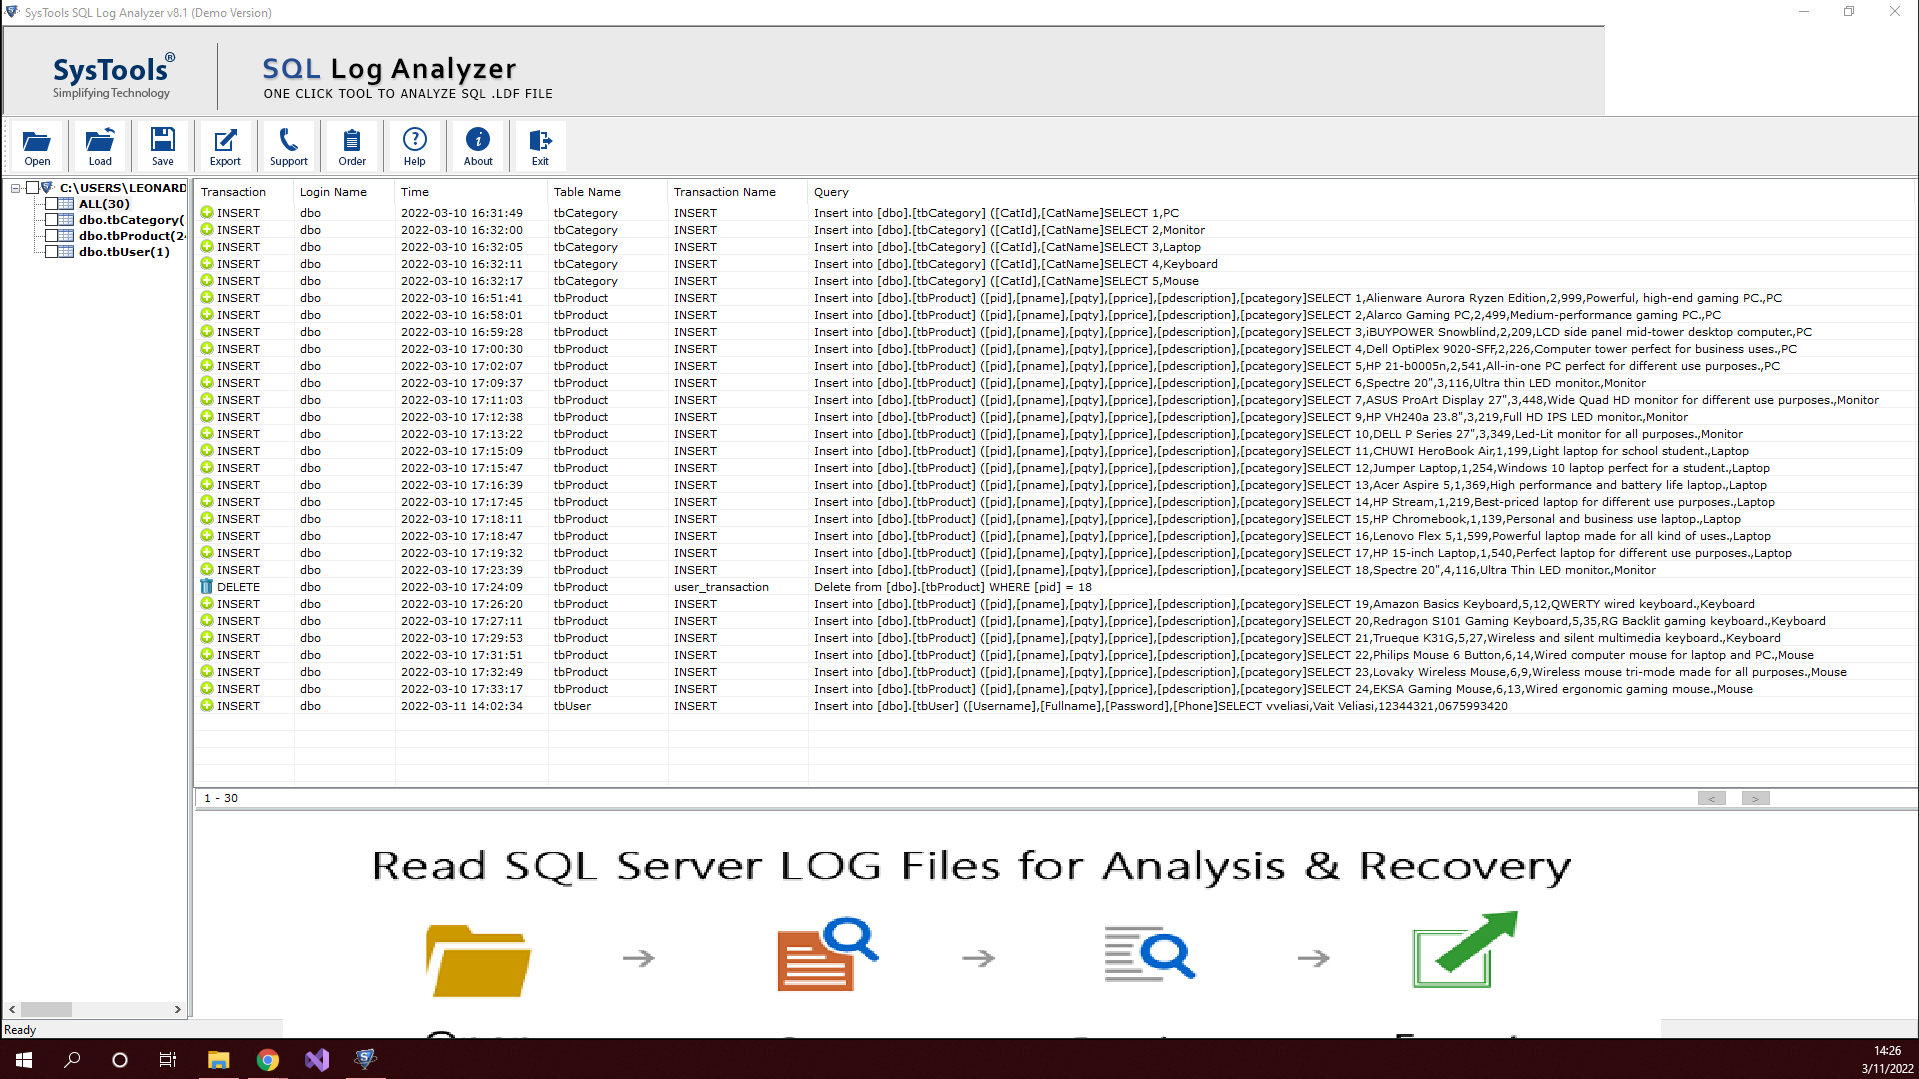 SysTools SQL Log Analyzer v8.1 (Demo Version)
SysTools®
Simplifying Technology
SQL Log Analyzer
ONE CLICK TOOL TO ANALYZE SQL .LDF FILE
Open Load Save Export Support Order Help About Exit
C:\USERS\LEONARD
ALL(30)
dbo.tbCategory(
dbo.tbProduct(24
dbo.tbUser(1)
Transaction Login Name Time Table Name Transaction Name Query
INSERT dbo 2022-03-10 16:31:49 tbCategory INSERT Insert into [dbo].[tbCategory] ([CatId],[CatName]SELECT 1,PC
INSERT dbo 2022-03-10 16:32:00 tbCategory INSERT Insert into [dbo].[tbCategory] ([CatId],[CatName]SELECT 2,Monitor
INSERT dbo 2022-03-10 16:32:05 tbCategory INSERT Insert into [dbo].[tbCategory] ([CatId],[CatName]SELECT 3,Laptop
INSERT dbo 2022-03-10 16:32:11 tbCategory INSERT Insert into [dbo].[tbCategory] ([CatId],[CatName]SELECT 4,Keyboard
INSERT dbo 2022-03-10 16:32:17 tbCategory INSERT Insert into [dbo].[tbCategory] ([CatId],[CatName]SELECT 5,Mouse
INSERT dbo 2022-03-10 16:51:41 tbProduct INSERT Insert into [dbo].[tbProduct] ([pid],[pname],[pqty],[pprice],[pdescription],[pcategory]SELECT 1,Alienware Aurora Ryzen Edition,2,999,Powerful, high-end gaming PC.,PC
INSERT dbo 2022-03-10 16:58:01 tbProduct INSERT Insert into [dbo].[tbProduct] ([pid],[pname],[pqty],[pprice],[pdescription],[pcategory]SELECT 2,Alarco Gaming PC,2,499,Medium-performance gaming PC.,PC
INSERT dbo 2022-03-10 16:59:28 tbProduct INSERT Insert into [dbo].[tbProduct] ([pid],[pname],[pqty],[pprice],[pdescription],[pcategory]SELECT 3,iBUYPOWER Snowblind,2,209,LCD side panel mid-tower desktop computer.,PC
INSERT dbo 2022-03-10 17:00:30 tbProduct INSERT Insert into [dbo].[tbProduct] ([pid],[pname],[pqty],[pprice],[pdescription],[pcategory]SELECT 4,Dell OptiPlex 9020-SFF,2,226,Computer tower perfect for business uses.,PC
INSERT dbo 2022-03-10 17:02:07 tbProduct INSERT Insert into [dbo].[tbProduct] ([pid],[pname],[pqty],[pprice],[pdescription],[pcategory]SELECT 5,HP 21-b0005n,2,541,All-in-one PC perfect for different use purposes.,PC
INSERT dbo 2022-03-10 17:09:37 tbProduct INSERT Insert into [dbo].[tbProduct] ([pid],[pname],[pqty],[pprice],[pdescription],[pcategory]SELECT 6,Spectre 20",3,116,Ultra thin LED monitor.,Monitor
INSERT dbo 2022-03-10 17:11:03 tbProduct INSERT Insert into [dbo].[tbProduct] ([pid],[pname],[pqty],[pprice],[pdescription],[pcategory]SELECT 7,ASUS ProArt Display 27",3,448,Wide Quad HD monitor for different use purposes.,Monitor
INSERT dbo 2022-03-10 17:12:38 tbProduct INSERT Insert into [dbo].[tbProduct] ([pid],[pname],[pqty],[pprice],[pdescription],[pcategory]SELECT 9,HP VH240a 23.8",3,219,Full HD IPS LED monitor.,Monitor
INSERT dbo 2022-03-10 17:13:22 tbProduct INSERT Insert into [dbo].[tbProduct] ([pid],[pname],[pqty],[pprice],[pdescription],[pcategory]SELECT 10,DELL P Series 27",3,349,Led-Lit monitor for all purposes.,Monitor
INSERT dbo 2022-03-10 17:15:09 tbProduct INSERT Insert into [dbo].[tbProduct] ([pid],[pname],[pqty],[pprice],[pdescription],[pcategory]SELECT 11,CHUWI HeroBook Air,1,199,Light laptop for school student.,Laptop
INSERT dbo 2022-03-10 17:15:47 tbProduct INSERT Insert into [dbo].[tbProduct] ([pid],[pname],[pqty],[pprice],[pdescription],[pcategory]SELECT 12,Jumper Laptop,1,254,Windows 10 laptop perfect for a student.,Laptop
INSERT dbo 2022-03-10 17:16:39 tbProduct INSERT Insert into [dbo].[tbProduct] ([pid],[pname],[pqty],[pprice],[pdescription],[pcategory]SELECT 13,Acer Aspire 5,1,369,High performance and battery life laptop.,Laptop
INSERT dbo 2022-03-10 17:17:45 tbProduct INSERT Insert into [dbo].[tbProduct] ([pid],[pname],[pqty],[pprice],[pdescription],[pcategory]SELECT 14,HP Stream,1,219,Best-priced laptop for different use purposes.,Laptop
INSERT dbo 2022-03-10 17:18:11 tbProduct INSERT Insert into [dbo].[tbProduct] ([pid],[pname],[pqty],[pprice],[pdescription],[pcategory]SELECT 15,HP Chromebook,1,139,Personal and business use laptop.,Laptop
INSERT dbo 2022-03-10 17:18:47 tbProduct INSERT Insert into [dbo].[tbProduct] ([pid],[pname],[pqty],[pprice],[pdescription],[pcategory]SELECT 16,Lenovo Flex 5,1,599,Powerful laptop made for all kind of uses.,Laptop
INSERT dbo 2022-03-10 17:19:32 tbProduct INSERT Insert into [dbo].[tbProduct] ([pid],[pname],[pqty],[pprice],[pdescription],[pcategory]SELECT 17,HP 15-inch Laptop,1,540,Perfect laptop for different use purposes.,Laptop
INSERT dbo 2022-03-10 17:23:39 tbProduct INSERT Insert into [dbo].[tbProduct] ([pid],[pname],[pqty],[pprice],[pdescription],[pcategory]SELECT 18,Spectre 20",4,116,Ultra Thin LED monitor.,Monitor
DELETE dbo 2022-03-10 17:24:09 tbProduct user_transaction Delete from [dbo].[tbProduct] WHERE [pid] = 18
INSERT dbo 2022-03-10 17:26:20 tbProduct INSERT Insert into [dbo].[tbProduct] ([pid],[pname],[pqty],[pprice],[pdescription],[pcategory]SELECT 19,Amazon Basics Keyboard,5,12,QWERTY wired keyboard.,Keyboard
INSERT dbo 2022-03-10 17:27:11 tbProduct INSERT Insert into [dbo].[tbProduct] ([pid],[pname],[pqty],[pprice],[pdescription],[pcategory]SELECT 20,Redragon S101 Gaming Keyboard,5,35,RG Backlit gaming keyboard.,Keyboard
INSERT dbo 2022-03-10 17:29:53 tbProduct INSERT Insert into [dbo].[tbProduct] ([pid],[pname],[pqty],[pprice],[pdescription],[pcategory]SELECT 21,Trueque K31G,5,27,Wireless and silent multimedia keyboard.,Keyboard
INSERT dbo 2022-03-10 17:31:51 tbProduct INSERT Insert into [dbo].[tbProduct] ([pid],[pname],[pqty],[pprice],[pdescription],[pcategory]SELECT 22,Philips Mouse 6 Button,6,14,Wired computer mouse for laptop and PC.,Mouse
INSERT dbo 2022-03-10 17:32:49 tbProduct INSERT Insert into [dbo].[tbProduct] ([pid],[pname],[pqty],[pprice],[pdescription],[pcategory]SELECT 23,Lovaky Wireless Mouse,6,9,Wireless mouse tri-mode made for all purposes.,Mouse
INSERT dbo 2022-03-10 17:33:17 tbProduct INSERT Insert into [dbo].[tbProduct] ([pid],[pname],[pqty],[pprice],[pdescription],[pcategory]SELECT 24,EKSA Gaming Mouse,6,13,Wired ergonomic gaming mouse.,Mouse
INSERT dbo 2022-03-11 14:02:34 tbUser INSERT Insert into [dbo].[tbUser] ([Username],[Fullname],[Password],[Phone]SELECT vveliasi,Vait Veliasi,12344321,0675993420
1 - 30
Read SQL Server LOG Files for Analysis & Recovery
Ready
14:26
3/11/2022